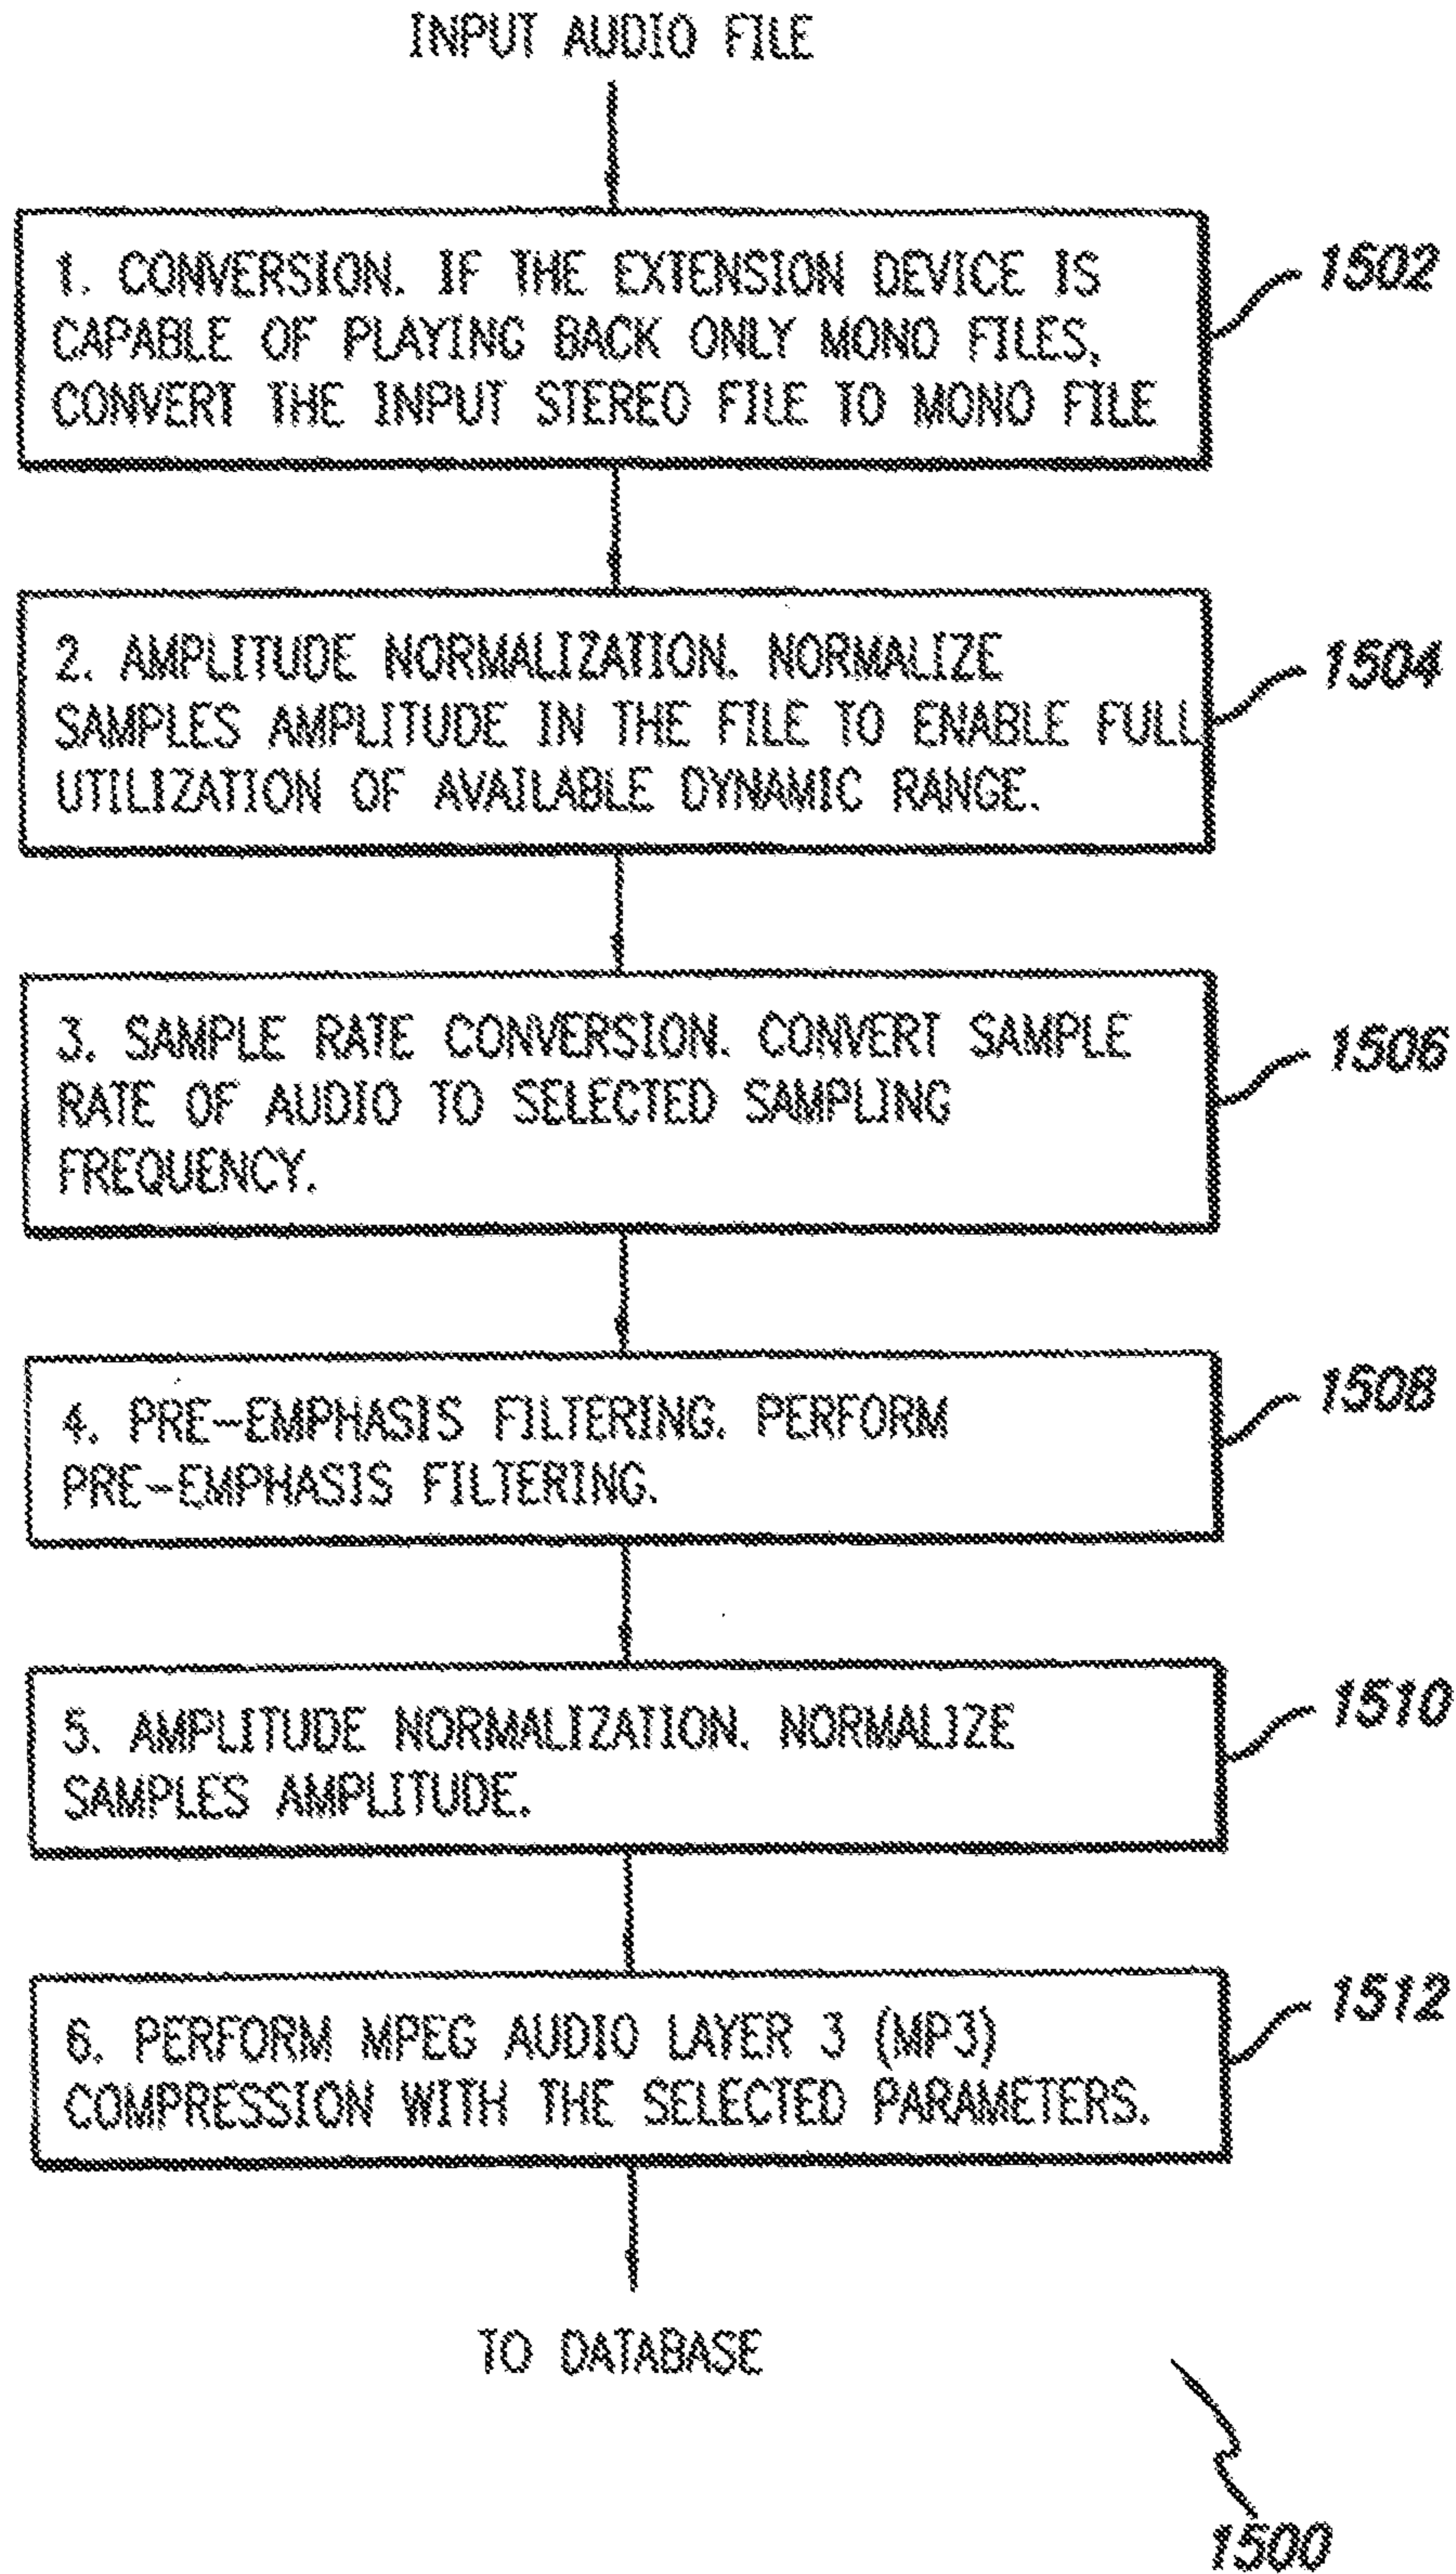 INPUT AUDIO FILE
1. CONVERSION. IF THE EXTENSION DEVICE IS
CAPABLE OF PLAYING BACK ONLY MONO FILES,
CONVERT THE INPUT STEREO FILE TO MONO FILE
1502
2. AMPLITUDE NORMALIZATION. NORMALIZE
SAMPLES AMPLITUDE IN THE FILE TO ENABLE FULL
UTILIZATION OF AVAILABLE DYNAMIC RANGE.
1504
3. SAMPLE RATE CONVERSION. CONVERT SAMPLE
RATE OF AUDIO TO SELECTED SAMPLING
FREQUENCY.
1506
4. PRE-EMPHASIS FILTERING. PERFORM
PRE-EMPHASIS FILTERING.
1508
5. AMPLITUDE NORMALIZATION. NORMALIZE
SAMPLES AMPLITUDE.
1510
6. PERFORM MPEG AUDIO LAYER 3 (MP3)
COMPRESSION WITH THE SELECTED PARAMETERS.
1512
TO DATABASE
1500